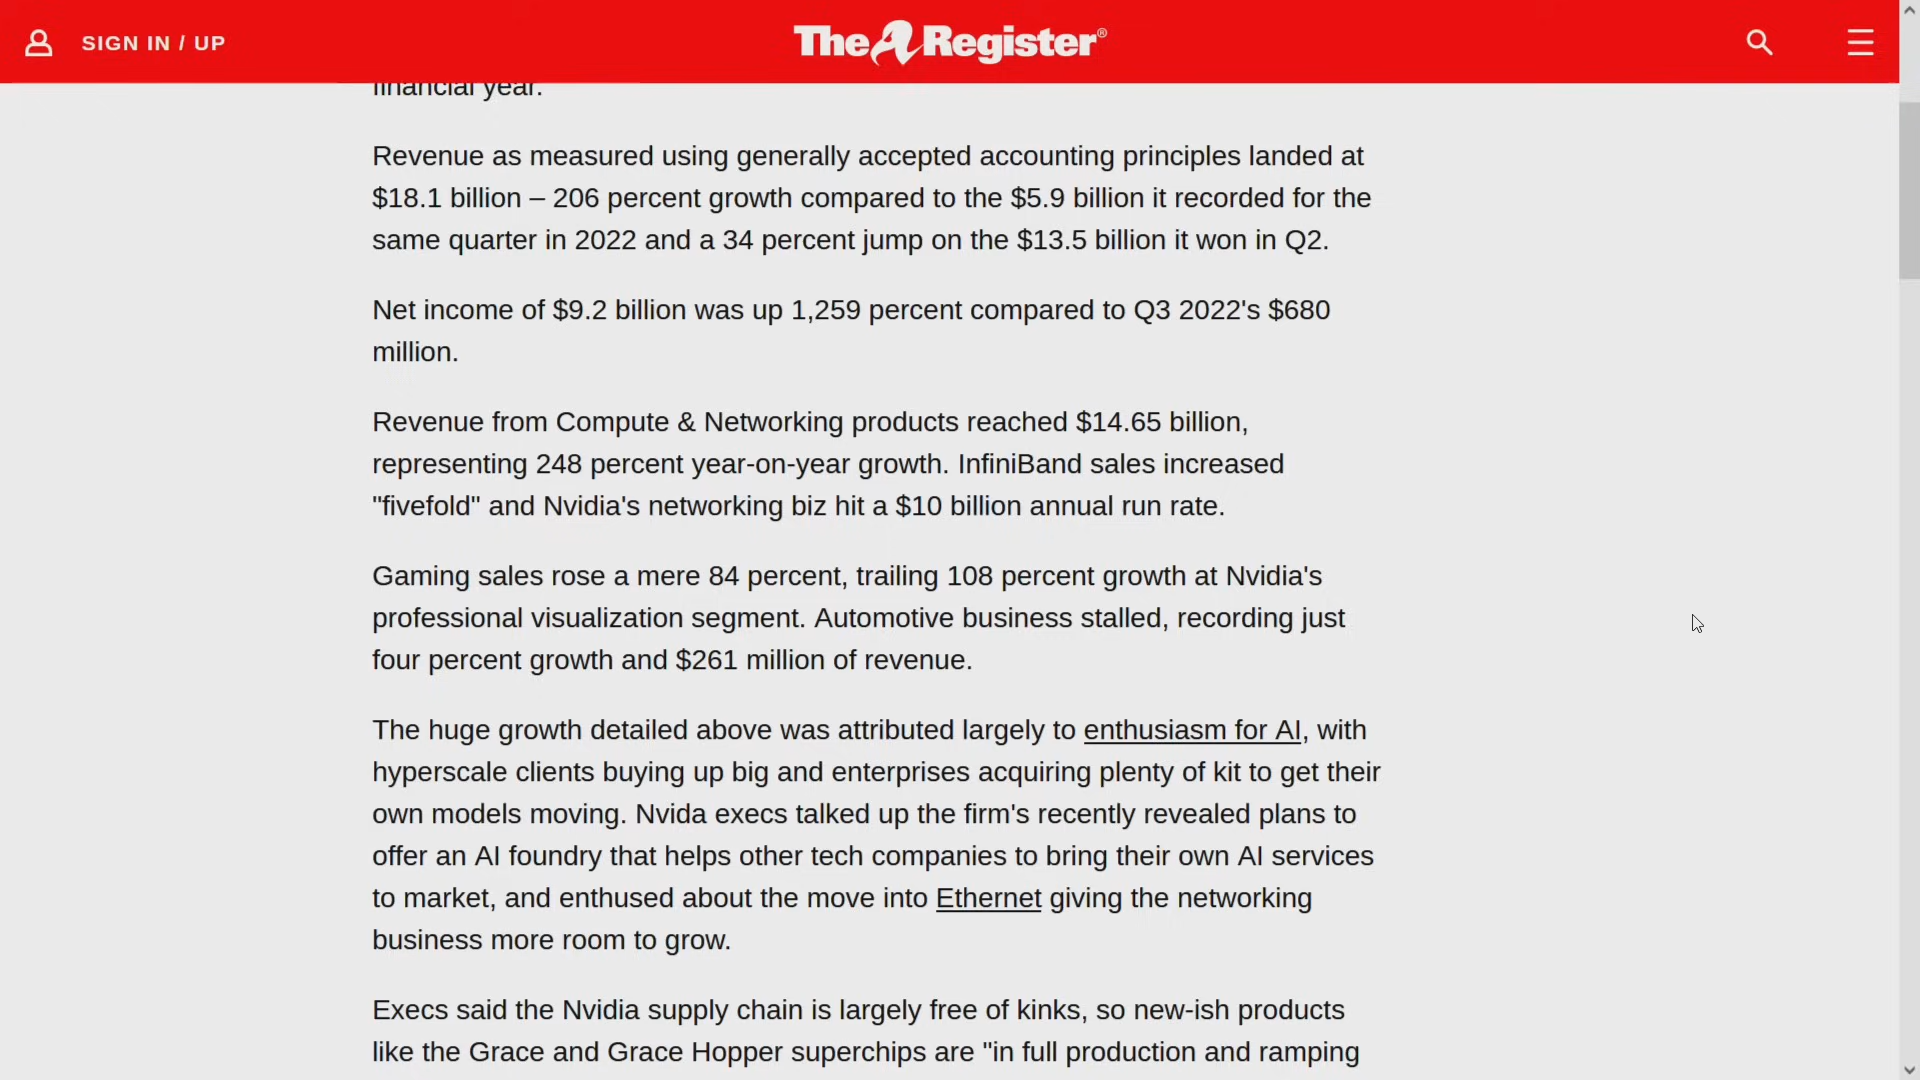 SIGN IN / UP
The Register®
financial year.
Revenue as measured using generally accepted accounting principles landed at
$18.1 billion – 206 percent growth compared to the $5.9 billion it recorded for the
same quarter in 2022 and a 34 percent jump on the $13.5 billion it won in Q2.
Net income of $9.2 billion was up 1,259 percent compared to Q3 2022's $680
million.
Revenue from Compute & Networking products reached $14.65 billion,
representing 248 percent year-on-year growth. InfiniBand sales increased
"fivefold" and Nvidia's networking biz hit a $10 billion annual run rate.
Gaming sales rose a mere 84 percent, trailing 108 percent growth at Nvidia's
professional visualization segment. Automotive business stalled, recording just
four percent growth and $261 million of revenue.
The huge growth detailed above was attributed largely to enthusiasm for AI, with
hyperscale clients buying up big and enterprises acquiring plenty of kit to get their
own models moving. Nvida execs talked up the firm's recently revealed plans to
offer an AI foundry that helps other tech companies to bring their own AI services
to market, and enthused about the move into Ethernet giving the networking
business more room to grow.
Execs said the Nvidia supply chain is largely free of kinks, so new-ish products
like the Grace and Grace Hopper superchips are "in full production and ramping